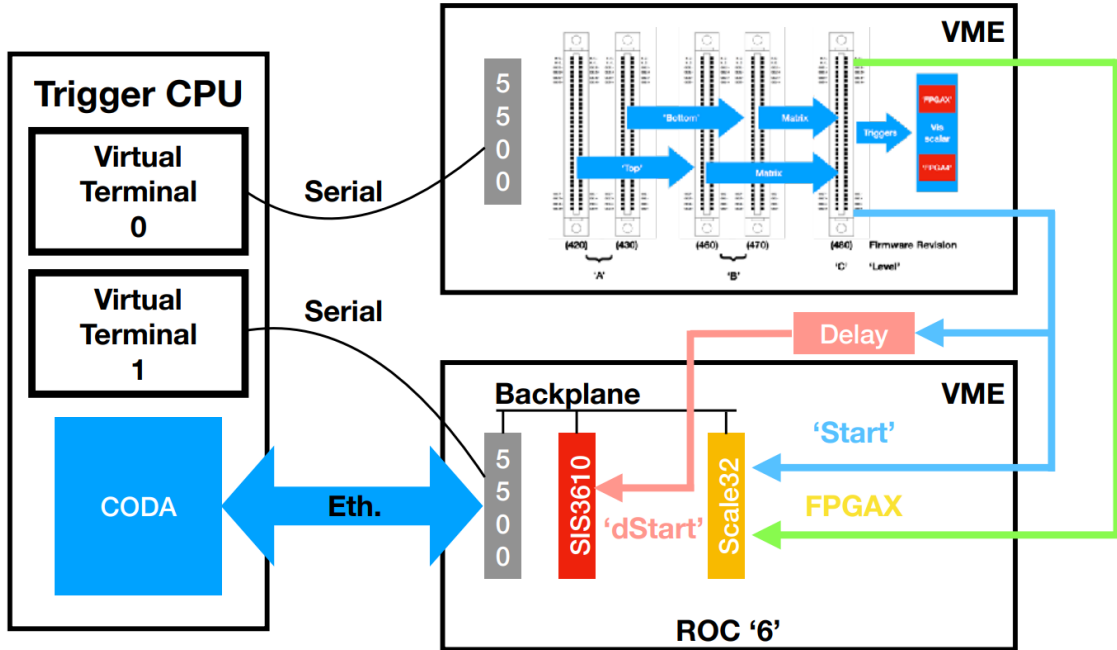 VME
Trigger CPU
Virtual
Terminal
0
Serial
5
5
0
0
'Bottom'
Matrix
'Top'
Matrix
Triggers
'FPGAX'
Vis
scalar
'FPGA4'
(420)
(430)
(460)
(470)
(480)
Firmware Revision
'A'
'B'
'C'
'Level'
Virtual
Terminal
1
Serial
Delay
VME
Backplane
'Start'
5
5
0
0
SIS3610
Scale32
CODA
Eth.
'dStart'
FPGAX
ROC '6'